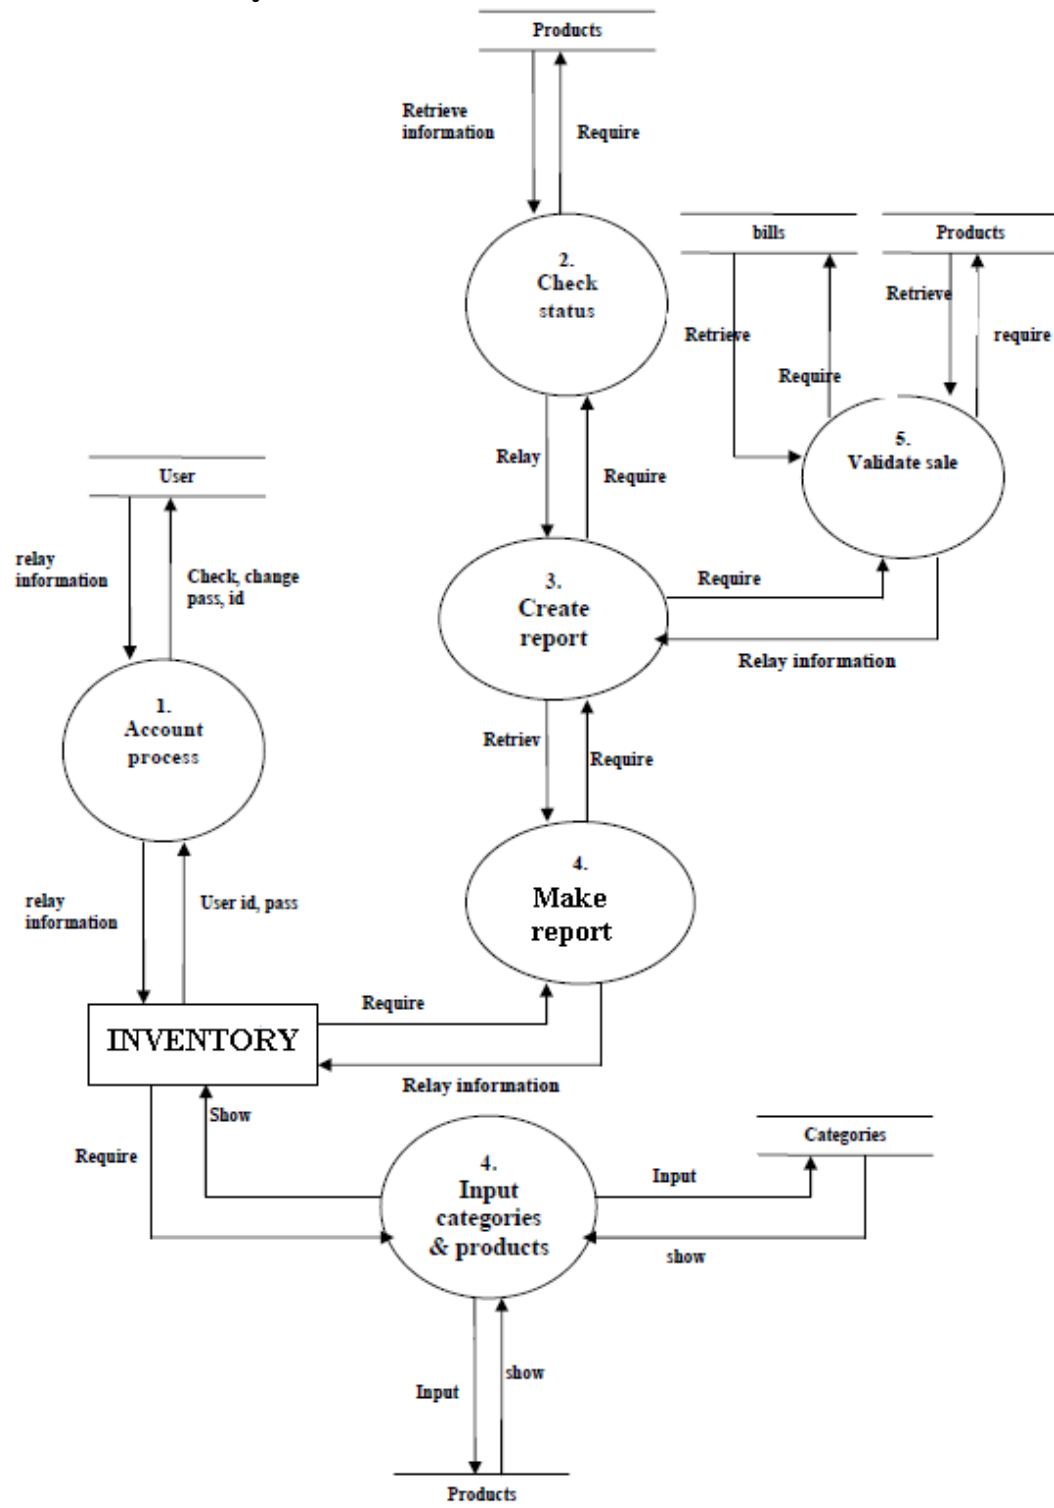 Products
Retrieve
information
Require
2.
Check
status
bills
Products
Retrieve
require
Retrieve
Require
5.
Validate sale
Relay
Require
User
relay
information
Check, change
pass, id
3.
Create
report
Require
Relay information
1.
Account
process
Retriev
Require
4.
Make
report
relay
information
User id, pass
INVENTORY
Require
Relay information
Show
Require
4.
Input
categories
& products
Categories
Input
show
Input
show
Products